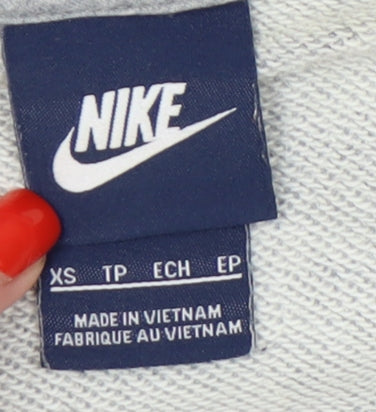 NIKE
XS TP ECH EP
MADE IN VIETNAM
FABRIQUE AU VIETNAM